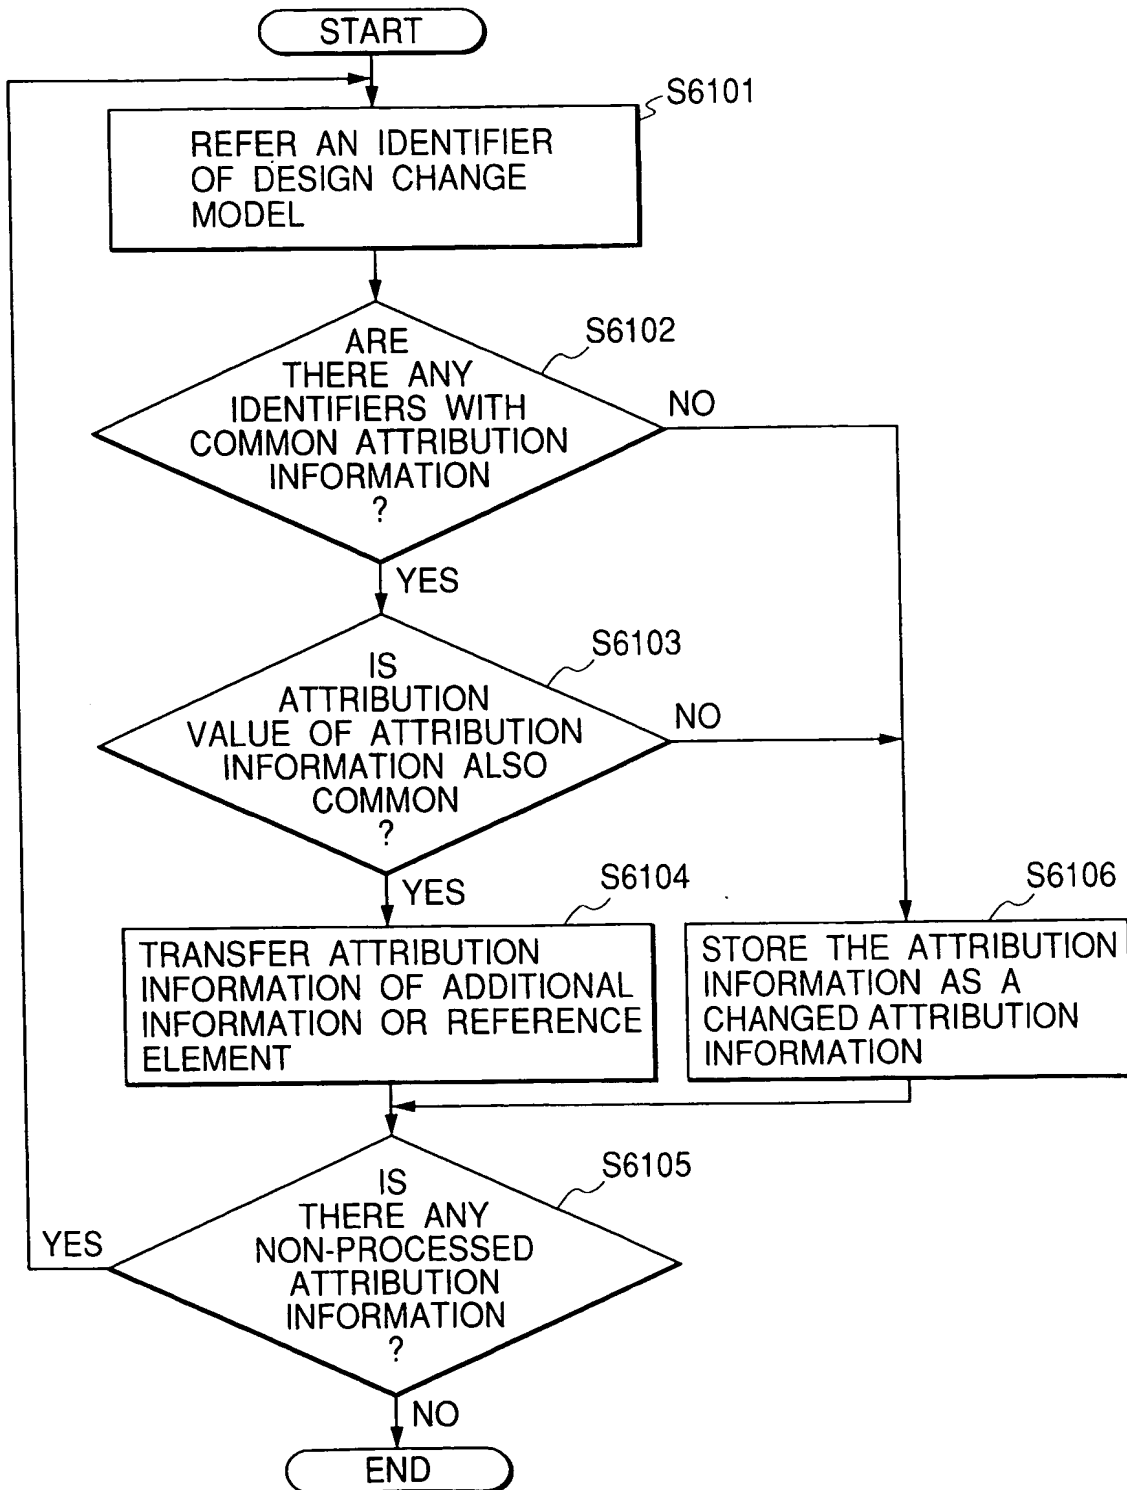 START
S6101
REFER AN IDENTIFIER
OF DESIGN CHANGE
MODEL
S6102
ARE
THERE ANY
IDENTIFIERS WITH
COMMON ATTRIBUTION
INFORMATION
?
NO
YES
S6103
IS
ATTRIBUTION
VALUE OF ATTRIBUTION
INFORMATION ALSO
COMMON
?
NO
YES
S6104
TRANSFER ATTRIBUTION
INFORMATION OF ADDITIONAL
INFORMATION OR REFERENCE
ELEMENT
S6106
STORE THE ATTRIBUTION
INFORMATION AS A
CHANGED ATTRIBUTION
INFORMATION
S6105
IS
THERE ANY
NON-PROCESSED
ATTRIBUTION
INFORMATION
?
YES
NO
END